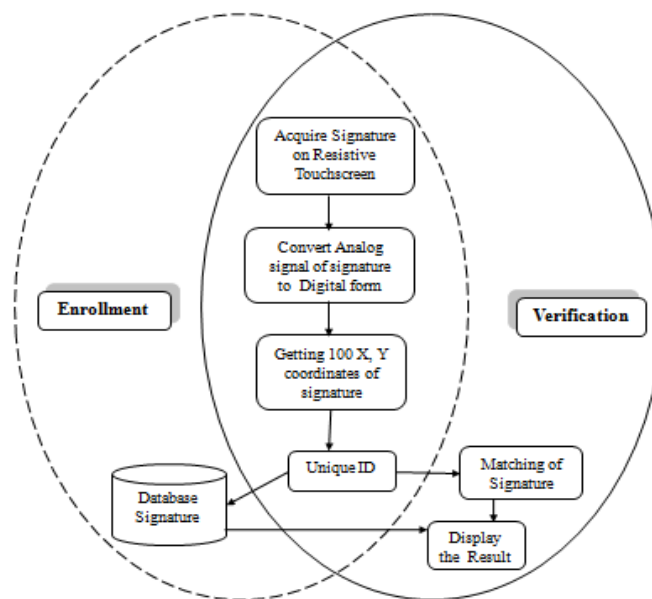 Acquire Signature
on Resistive
Touchscreen
Convert Analog
signal of signature
to Digital form
Enrollment
Verification
Getting 100 X, Y
coordinates of
signature
Unique ID
Matching of
Signature
Database
Signature
Display
the Result